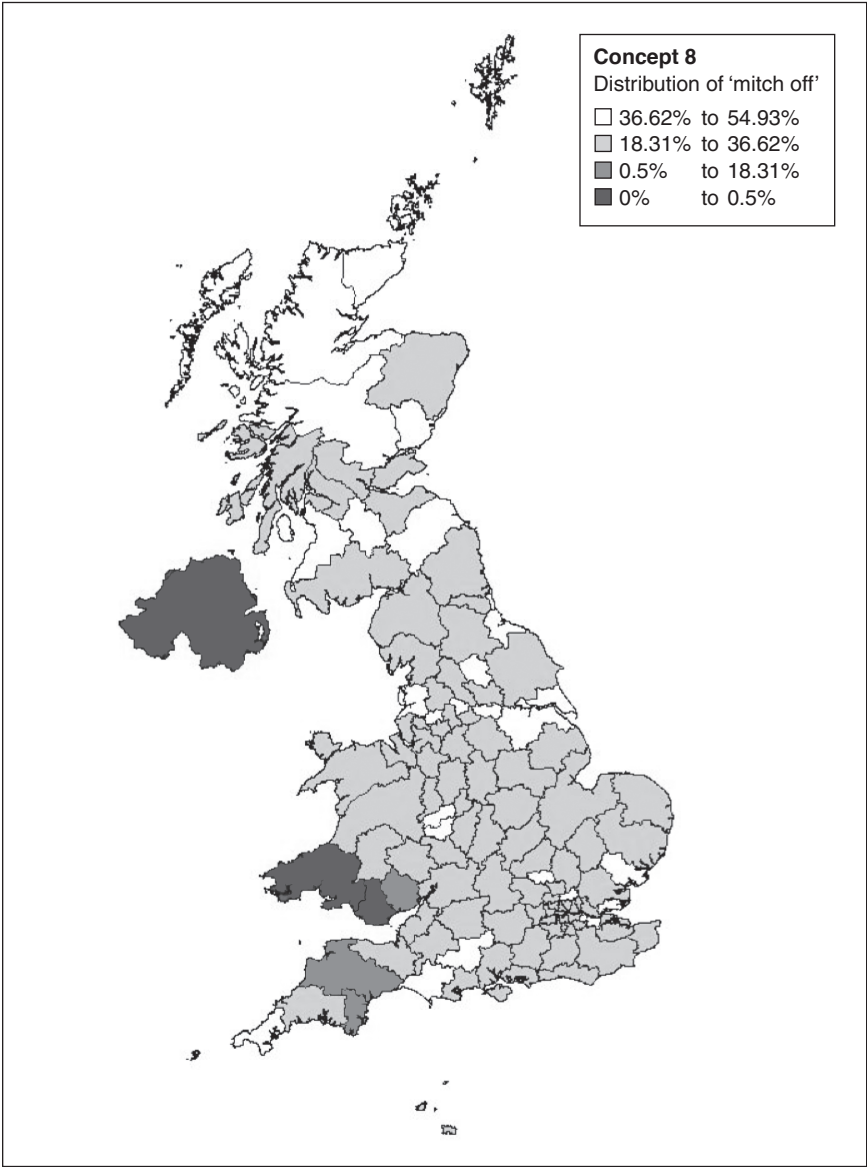 Concept 8
Distribution of ‘mitch off’
36.62% to 54.93%
18.31% to 36.62%
0.5% to 18.31%
0% to 0.5%